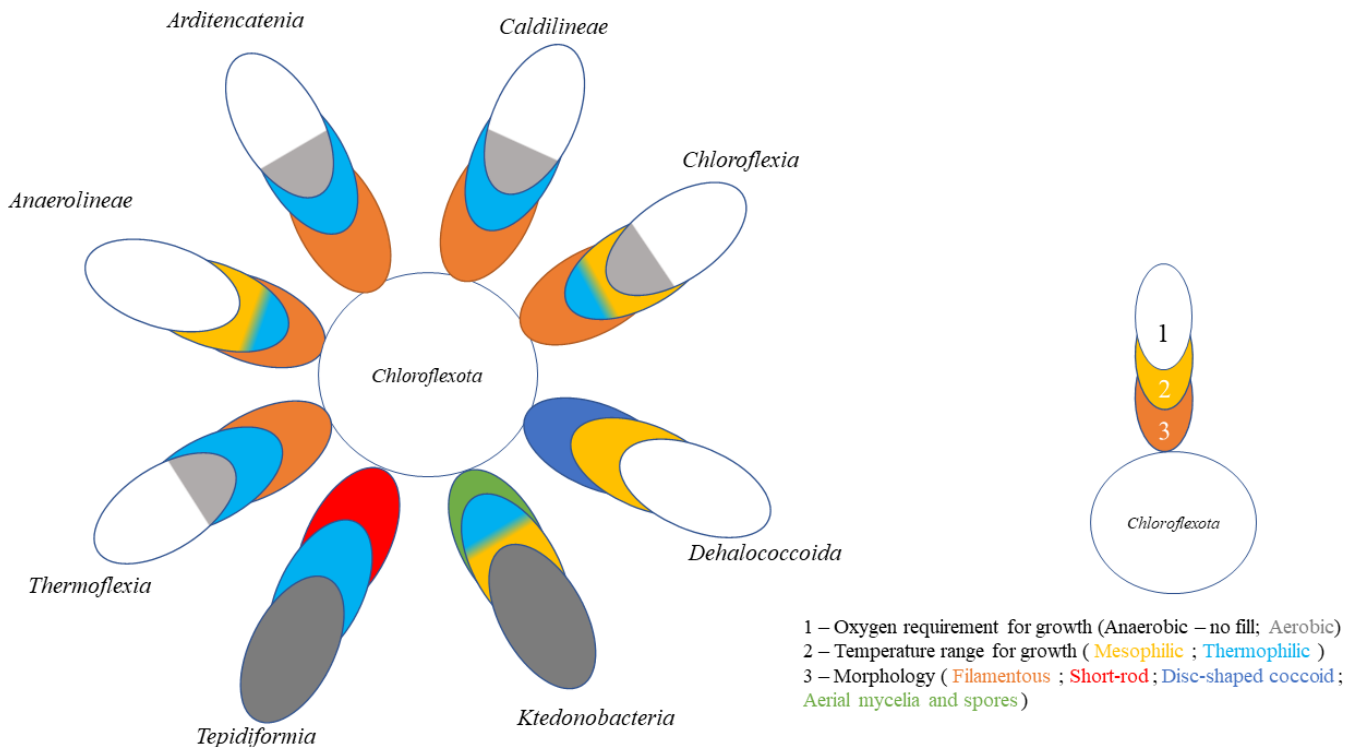 Arditencatenia
Caldilineae
Chloroflexia
Anaerolineae
Chloroflexota
Dehalococcoida
Thermoflexia
Ktedonobacteria
Tepidiformia
1
2
3
Chloroflexota
1 – Oxygen requirement for growth (Anaerobic – no fill; Aerobic)
2 – Temperature range for growth ( Mesophilic ; Thermophilic )
3 – Morphology ( Filamentous ; Short-rod ; Disc-shaped coccoid ;
Aerial mycelia and spores )